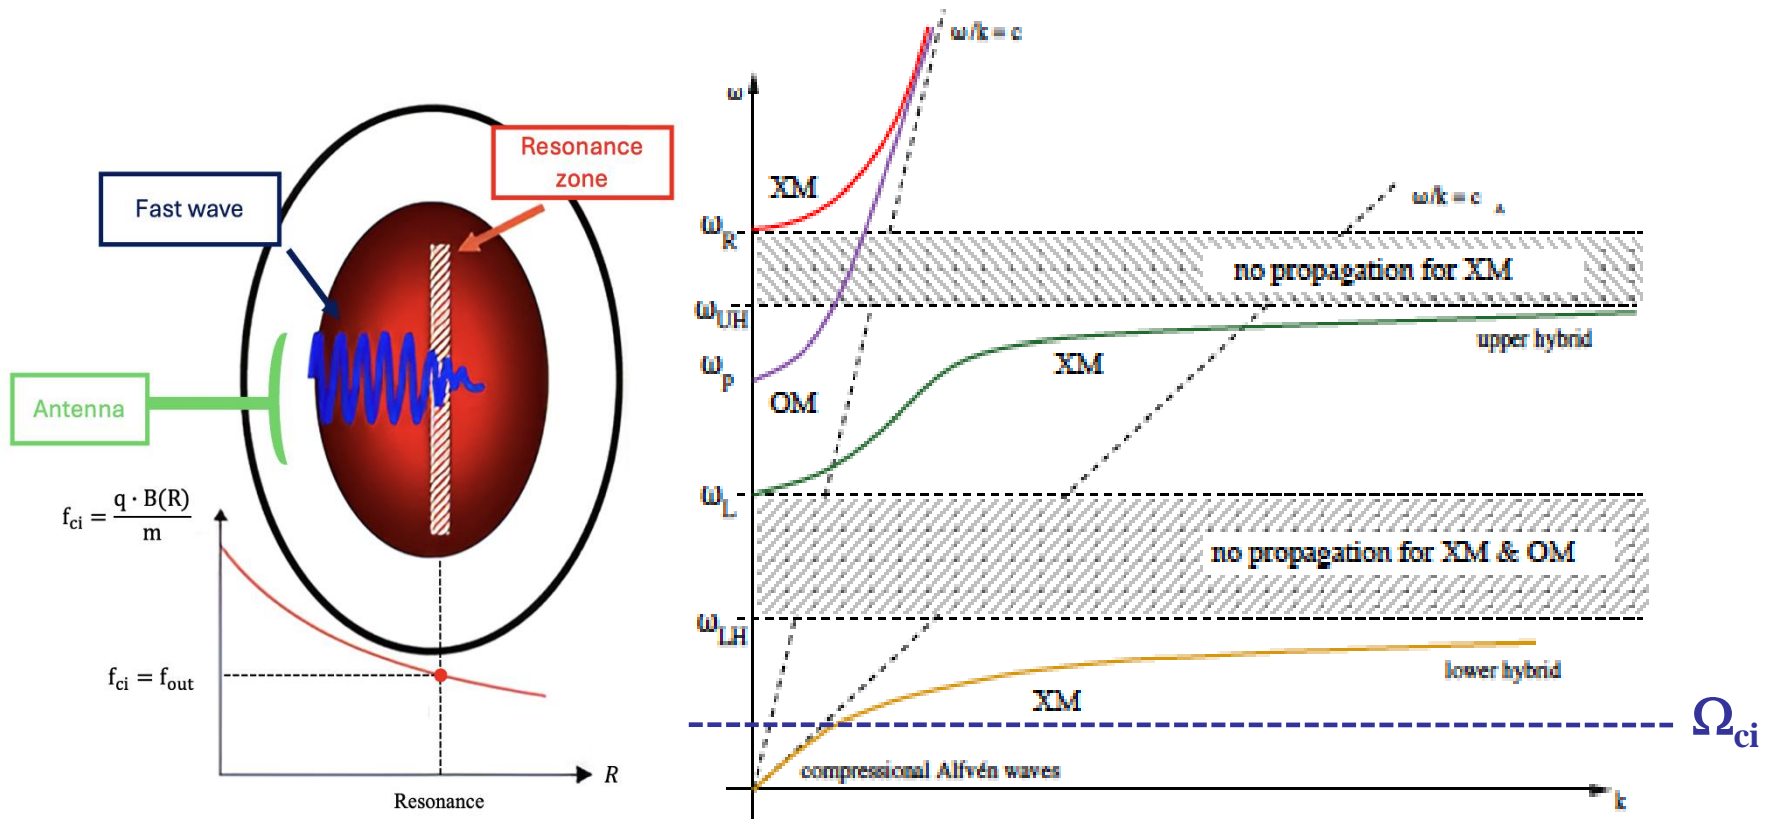 Resonance
zone
Fast wave
Antenna
f_ci = q · B(R) / m
f_ci = f_out
R
Resonance
ω/k = c
ω
XM
ω/k = c_A
ω_R
no propagation for XM
ω_UH
upper hybrid
XM
ω_P
OM
ω_L
no propagation for XM & OM
ω_LH
lower hybrid
XM
Ω_ci
compressional Alfvén waves
k